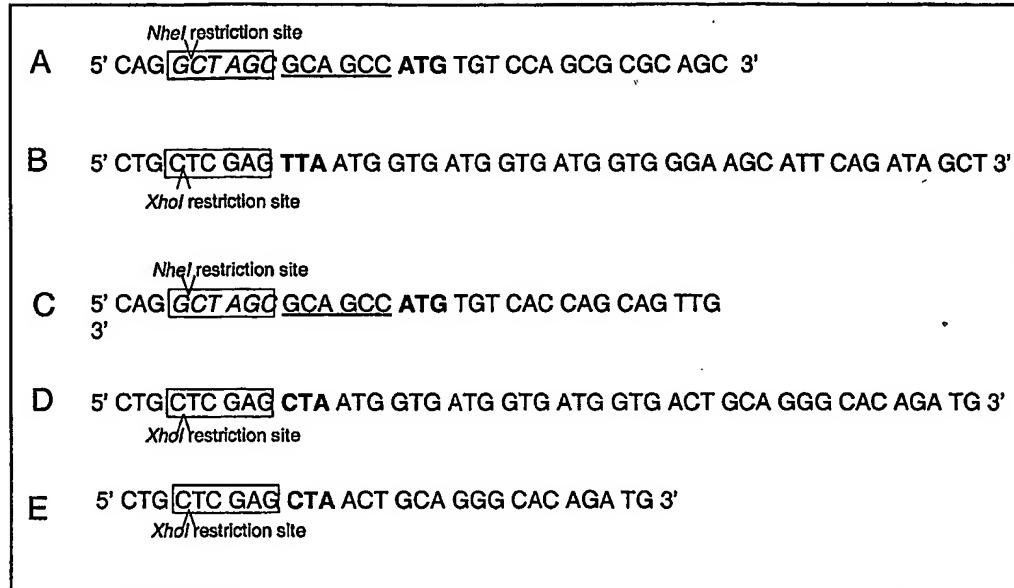 NheI restriction site
A 5' CAG GCT AGC GCA GCC ATG TGT CCA GCG CGC AGC 3'
B 5' CTG CTC GAG TTA ATG GTG ATG GTG ATG GTG GGA AGC ATT CAG ATA GCT 3'
XhoI restriction site
NheI restriction site
C 5' CAG GCT AGC GCA GCC ATG TGT CAC CAG CAG TTG
3'
D 5' CTG CTC GAG CTA ATG GTG ATG GTG ATG GTG ACT GCA GGG CAC AGA TG 3'
XhoI restriction site
E 5' CTG CTC GAG CTA ACT GCA GGG CAC AGA TG 3'
XhoI restriction site